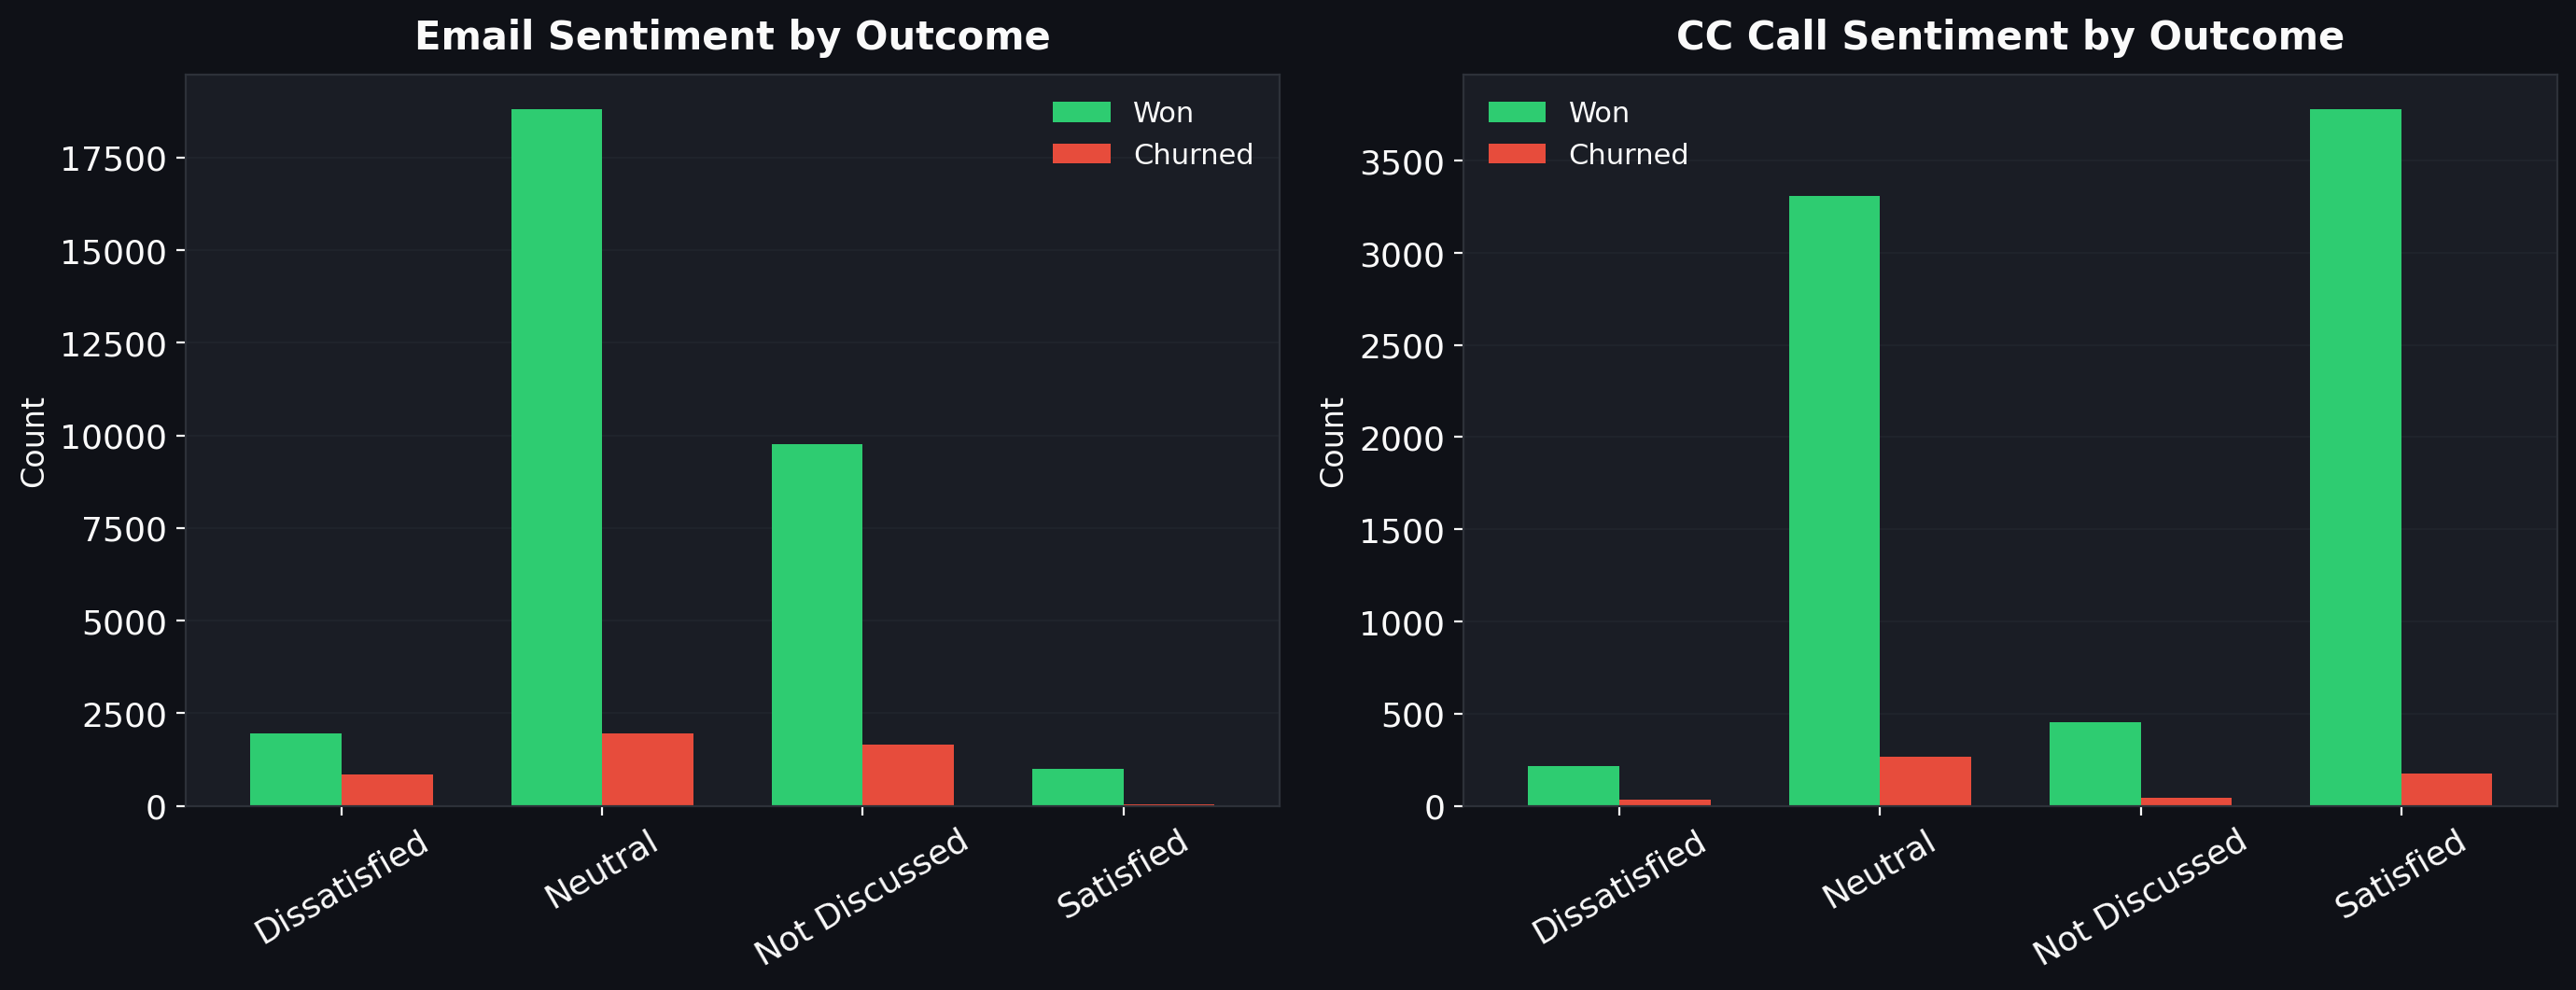 Email Sentiment by Outcome
Won
Churned
17500
15000
12500
10000
7500
5000
2500
0
Count
Dissatisfied
Neutral
Not Discussed
Satisfied
CC Call Sentiment by Outcome
Won
Churned
3500
3000
2500
2000
1500
1000
500
0
Count
Dissatisfied
Neutral
Not Discussed
Satisfied